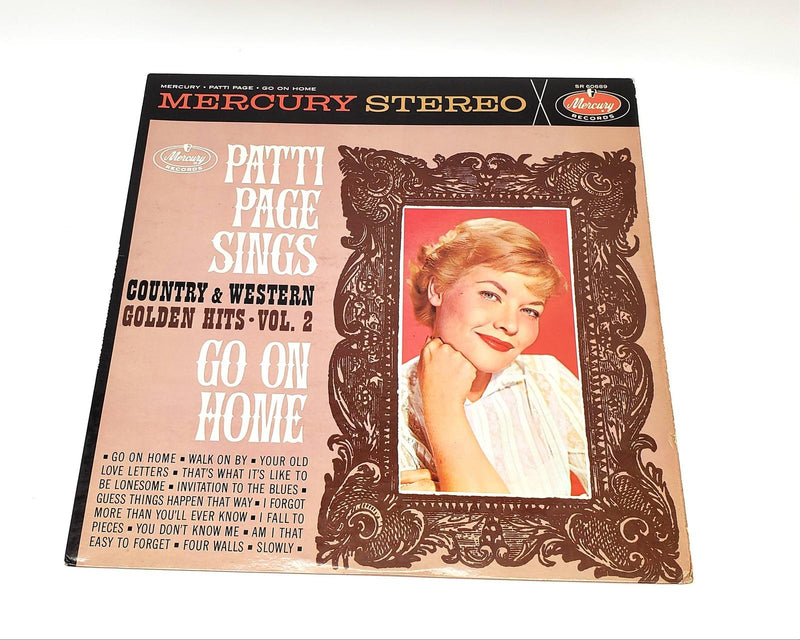 MERCURY • PATTI PAGE • GO ON HOME
MERCURY STEREO
SR 60689
Mercury
RECORDS
Mercury
RECORDS
PATTI
PAGE
SINGS
COUNTRY & WESTERN
GOLDEN HITS • VOL. 2
GO ON
HOME
▪ GO ON HOME ▪ WALK ON BY ▪ YOUR OLD
LOVE LETTERS ▪ THAT'S WHAT IT'S LIKE TO
BE LONESOME ▪ INVITATION TO THE BLUES ▪
GUESS THINGS HAPPEN THAT WAY ▪ I FORGOT
MORE THAN YOU'LL EVER KNOW ▪ I FALL TO
PIECES ▪ YOU DON'T KNOW ME ▪ AM I THAT
EASY TO FORGET ▪ FOUR WALLS ▪ SLOWLY ▪